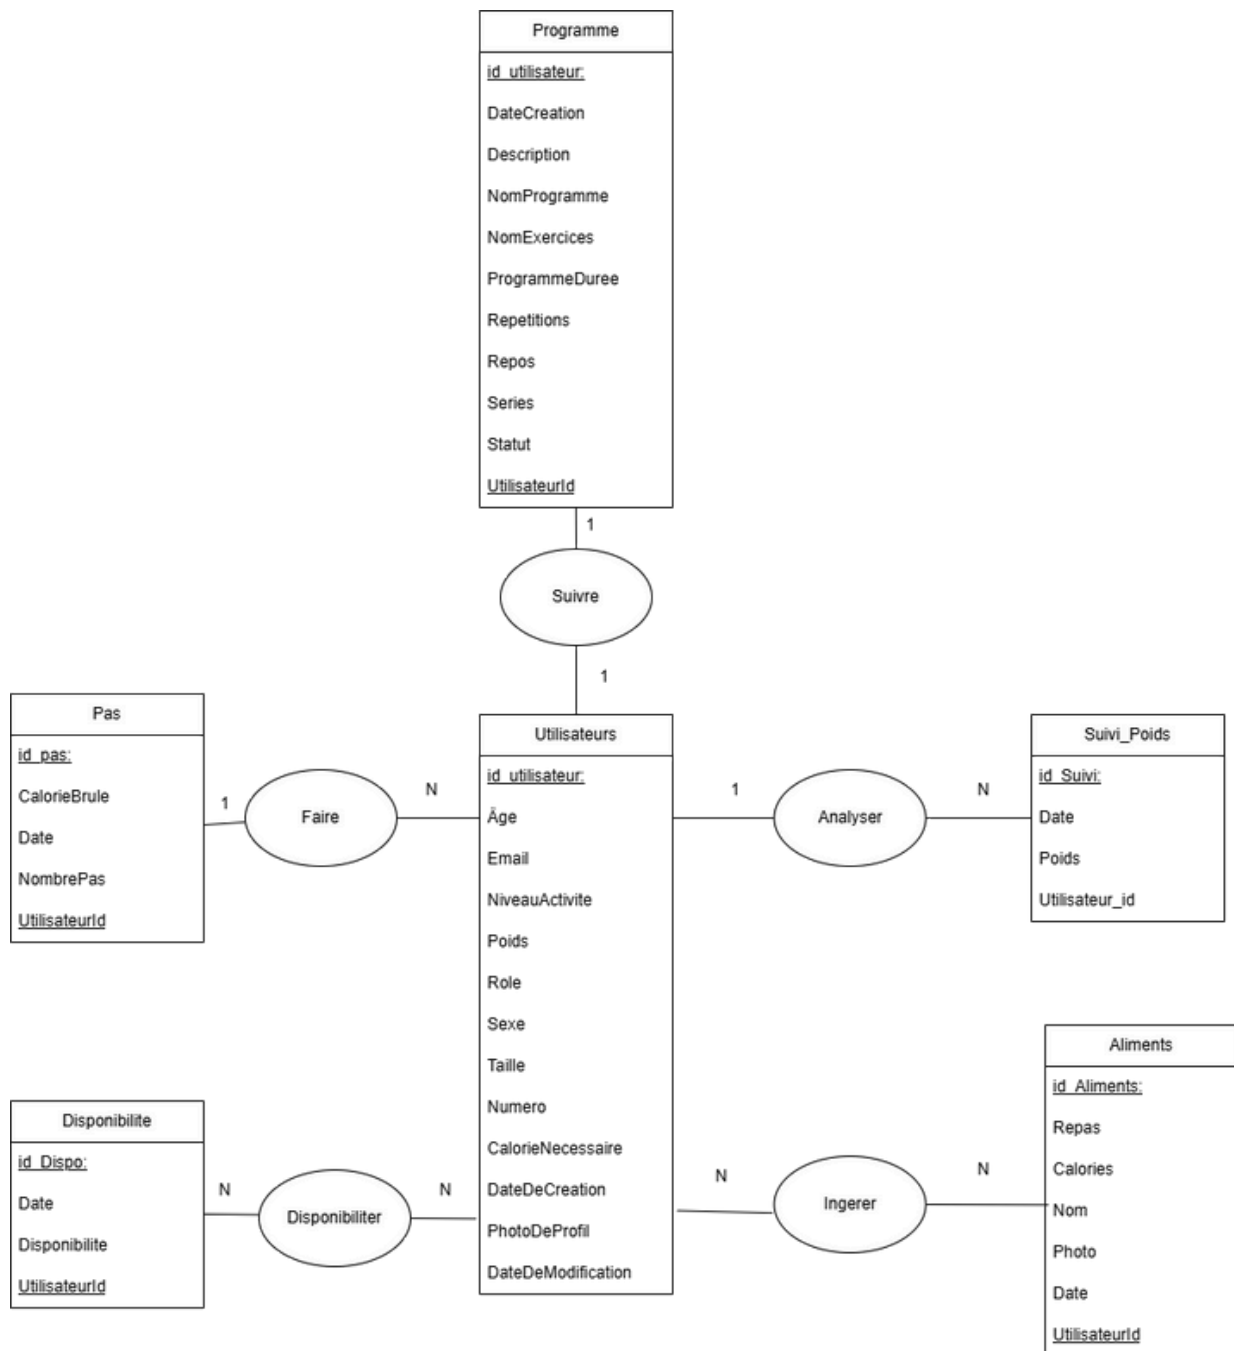 Programme
id_utilisateur:
DateCreation
Description
NomProgramme
NomExercices
ProgrammeDuree
Repetitions
Repos
Series
Statut
UtilisateurId
1
Suivre
1
Pas
id_pas:
CalorieBrule
Date
NombrePas
UtilisateurId
1
Faire
N
Utilisateurs
id_utilisateur:
Âge
Email
NiveauActivite
Poids
Role
Sexe
Taille
Numero
CalorieNecessaire
DateDeCreation
PhotoDeProfil
DateDeModification
1
Analyser
N
Suivi_Poids
id_Suivi:
Date
Poids
Utilisateur_id
Disponibilite
id_Dispo:
Date
Disponibilite
UtilisateurId
N
Disponibiliter
N
N
Ingerer
N
Aliments
id_Aliments:
Repas
Calories
Nom
Photo
Date
UtilisateurId